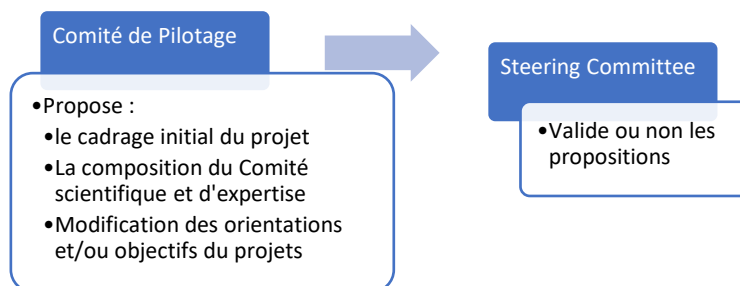 Comité de Pilotage
•Propose :
•le cadrage initial du projet
•La composition du Comité
scientifique et d'expertise
•Modification des orientations
et/ou objectifs du projets
Steering Committee
•Valide ou non les
propositions